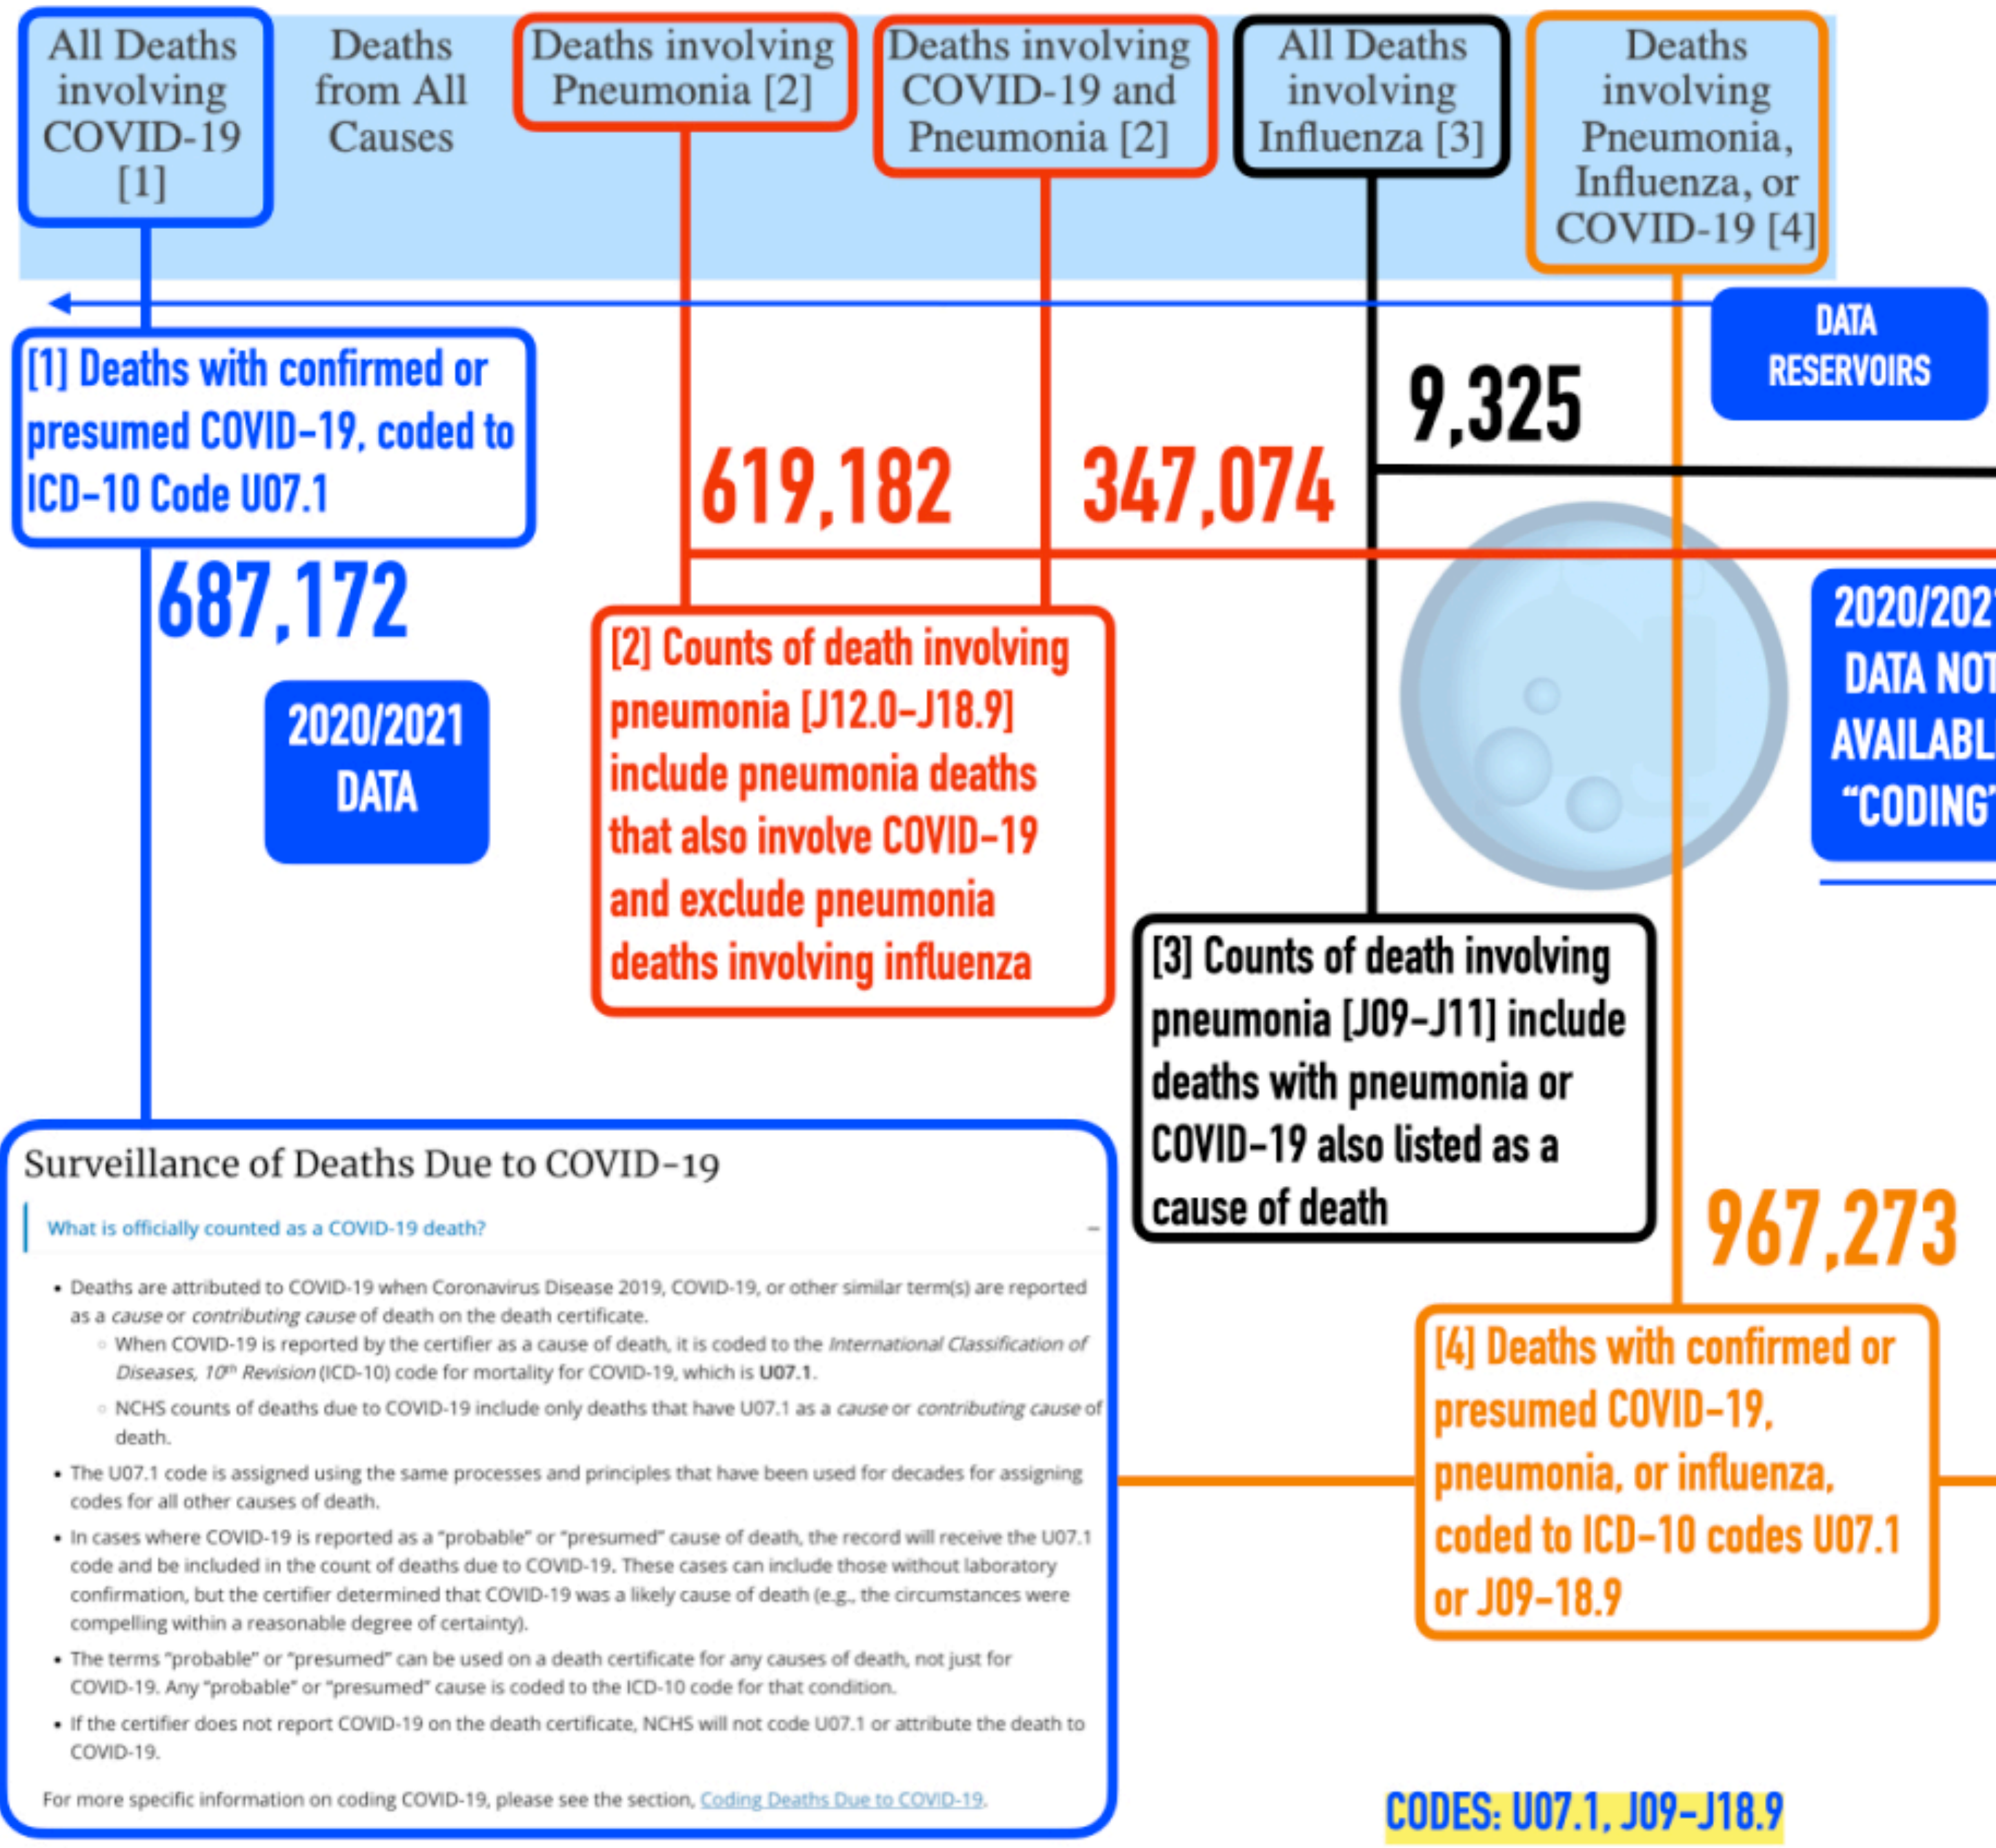 All Deaths
involving
COVID-19
[1]
Deaths
from All
Causes
Deaths involving
Pneumonia [2]
Deaths involving
COVID-19 and
Pneumonia [2]
All Deaths
involving
Influenza [3]
Deaths
involving
Pneumonia,
Influenza, or
COVID-19 [4]
DATA
RESERVOIRS
[1] Deaths with confirmed or
presumed COVID-19, coded to
ICD-10 Code U07.1
9,325
619,182
347,074
687,172
2020/2021
DATA
2020/2021
DATA NOT
AVAILABL
“CODING”
[2] Counts of death involving
pneumonia [J12.0-J18.9]
include pneumonia deaths
that also involve COVID-19
and exclude pneumonia
deaths involving influenza
[3] Counts of death involving
pneumonia [J09-J11] include
deaths with pneumonia or
COVID-19 also listed as a
cause of death
967,273
[4] Deaths with confirmed or
presumed COVID-19,
pneumonia, or influenza,
coded to ICD-10 codes U07.1
or J09-18.9
Surveillance of Deaths Due to COVID-19
What is officially counted as a COVID-19 death? –
• Deaths are attributed to COVID-19 when Coronavirus Disease 2019, COVID-19, or other similar term(s) are reported
as a cause or contributing cause of death on the death certificate.
◦ When COVID-19 is reported by the certifier as a cause of death, it is coded to the International Classification of
Diseases, 10th Revision (ICD-10) code for mortality for COVID-19, which is U07.1.
◦ NCHS counts of deaths due to COVID-19 include only deaths that have U07.1 as a cause or contributing cause of
death.
• The U07.1 code is assigned using the same processes and principles that have been used for decades for assigning
codes for all other causes of death.
• In cases where COVID-19 is reported as a “probable” or “presumed” cause of death, the record will receive the U07.1
code and be included in the count of deaths due to COVID-19. These cases can include those without laboratory
confirmation, but the certifier determined that COVID-19 was a likely cause of death (e.g., the circumstances were
compelling within a reasonable degree of certainty).
• The terms “probable” or “presumed” can be used on a death certificate for any causes of death, not just for
COVID-19. Any “probable” or “presumed” cause is coded to the ICD-10 code for that condition.
• If the certifier does not report COVID-19 on the death certificate, NCHS will not code U07.1 or attribute the death to
COVID-19.
For more specific information on coding COVID-19, please see the section, Coding Deaths Due to COVID-19.
CODES: U07.1, J09-J18.9